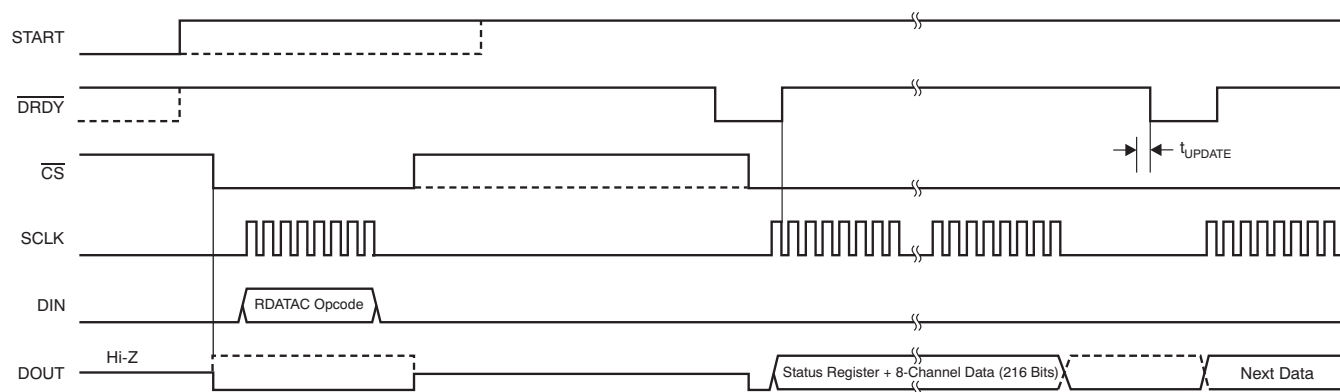 START
DRDY
tUPDATE
CS
SCLK
DIN
RDATAC Opcode
Hi-Z
DOUT
Status Register + 8-Channel Data (216 Bits)
Next Data